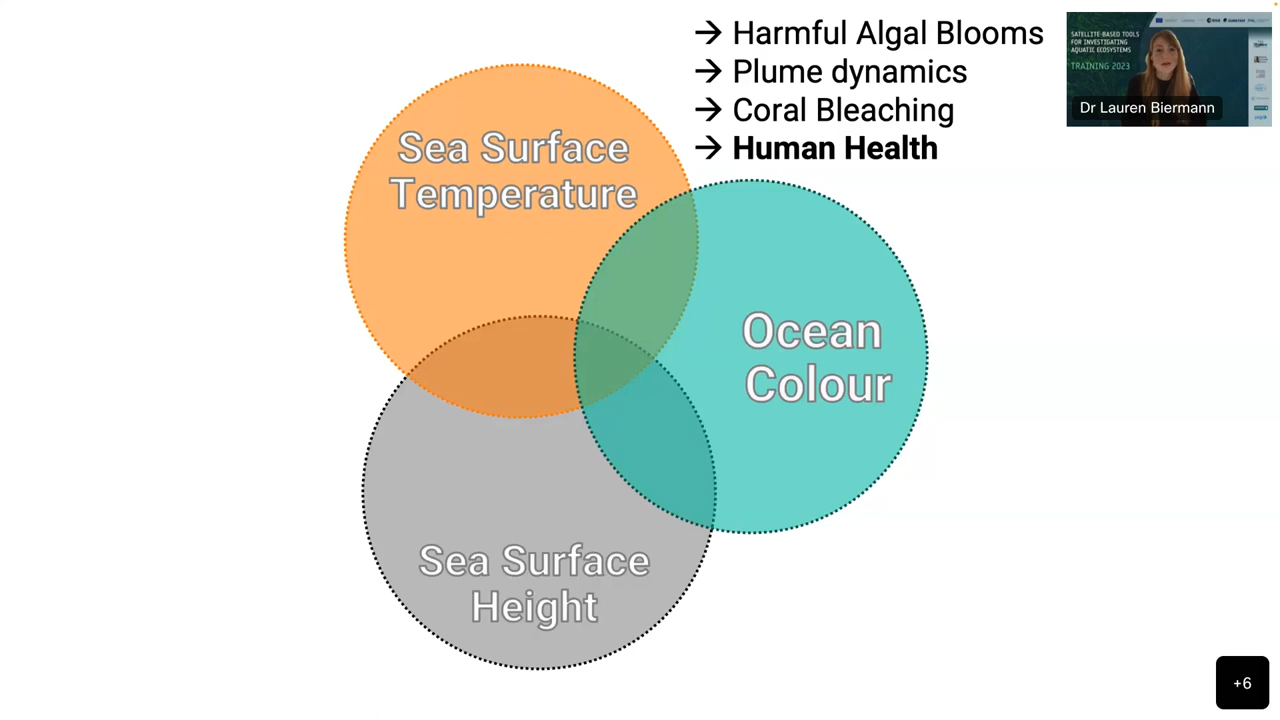 → Harmful Algal Blooms
→ Plume dynamics
→ Coral Bleaching
→ Human Health
Sea Surface
Temperature
Ocean
Colour
Sea Surface
Height
SATELLITE-BASED TOOLS
FOR INVESTIGATING
AQUATIC ECOSYSTEMS
TRAINING 2023
Dr Lauren Biermann
+6